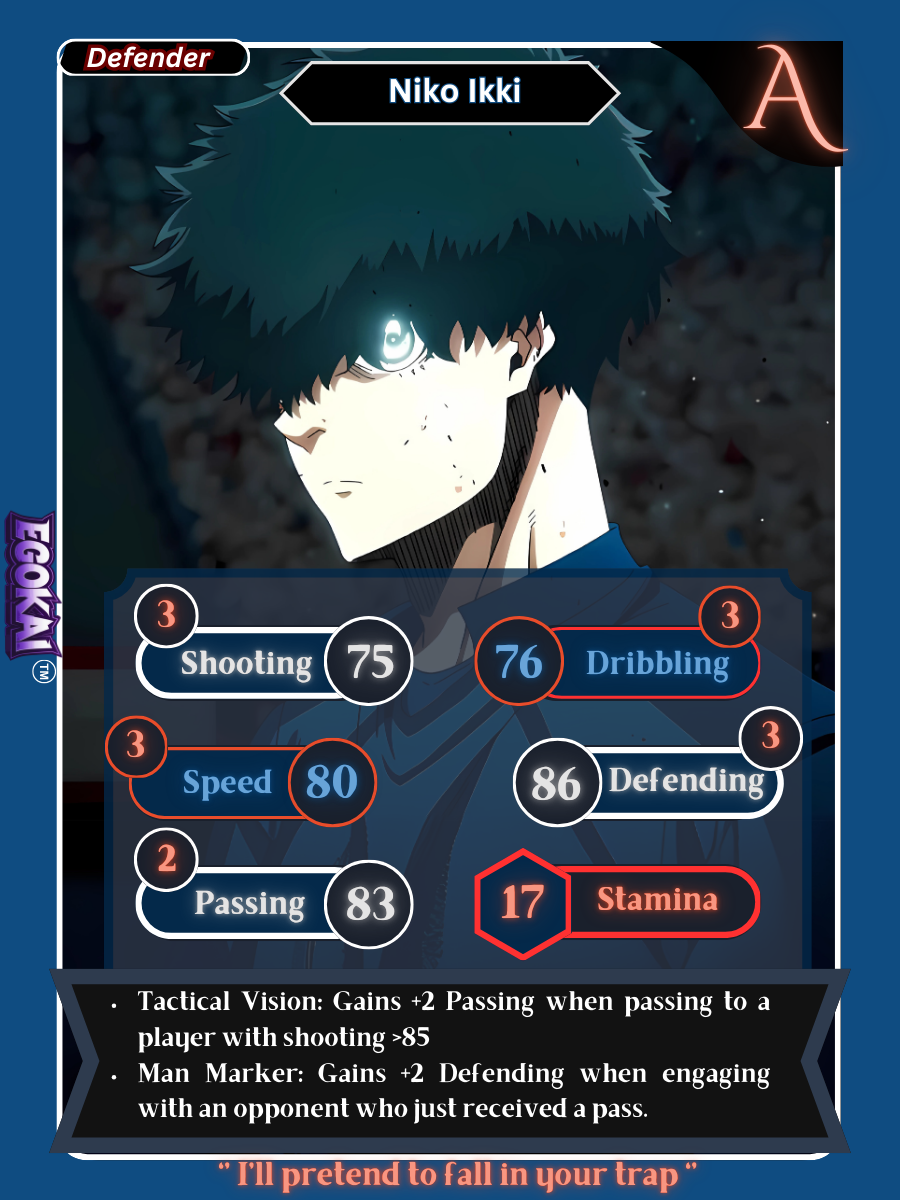 Defender
Niko Ikki
A
EGOKAI
TM
3
Shooting 75
3
76 Dribbling
3
Speed 80
3
86 Defending
2
Passing 83
17 Stamina
• Tactical Vision: Gains +2 Passing when passing to a
player with shooting >85
• Man Marker: Gains +2 Defending when engaging
with an opponent who just received a pass.
" I'll pretend to fall in your trap "